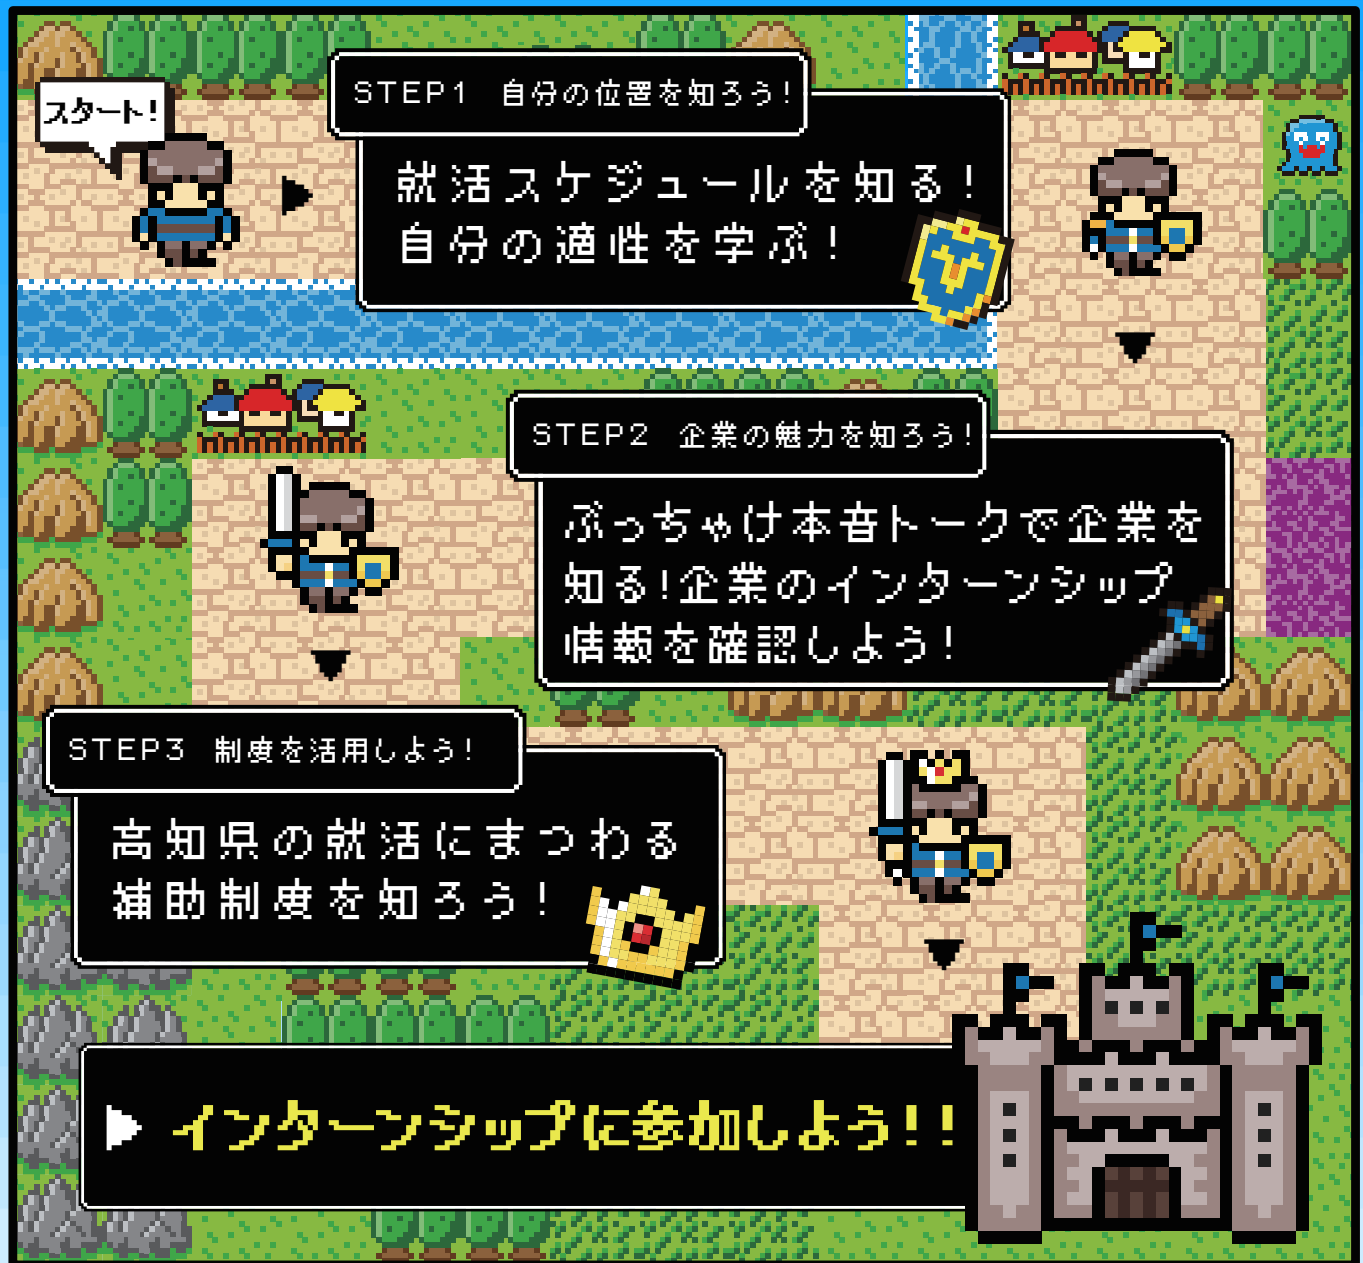 スタート!
STEP1 自分の位置を知ろう!
就活スケジュールを知る!
自分の適性を学ぶ!
STEP2 企業の魅力を知ろう!
ぶっちゃけ本音トークで企業を
知る!企業のインターンシップ
情報を確認しよう!
STEP3 制度を活用しよう!
高知県の就活にまつわる
補助制度を知ろう!
インターンシップに参加しよう!!